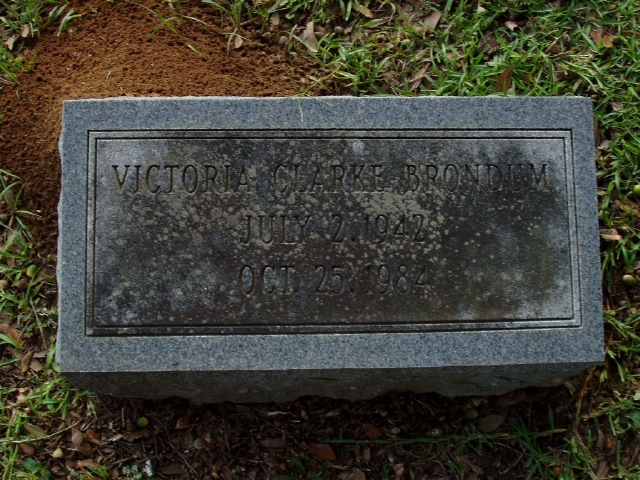 VICTORIA CLARKE BRONDUM
JULY 2, 1942
OCT. 25, 1984